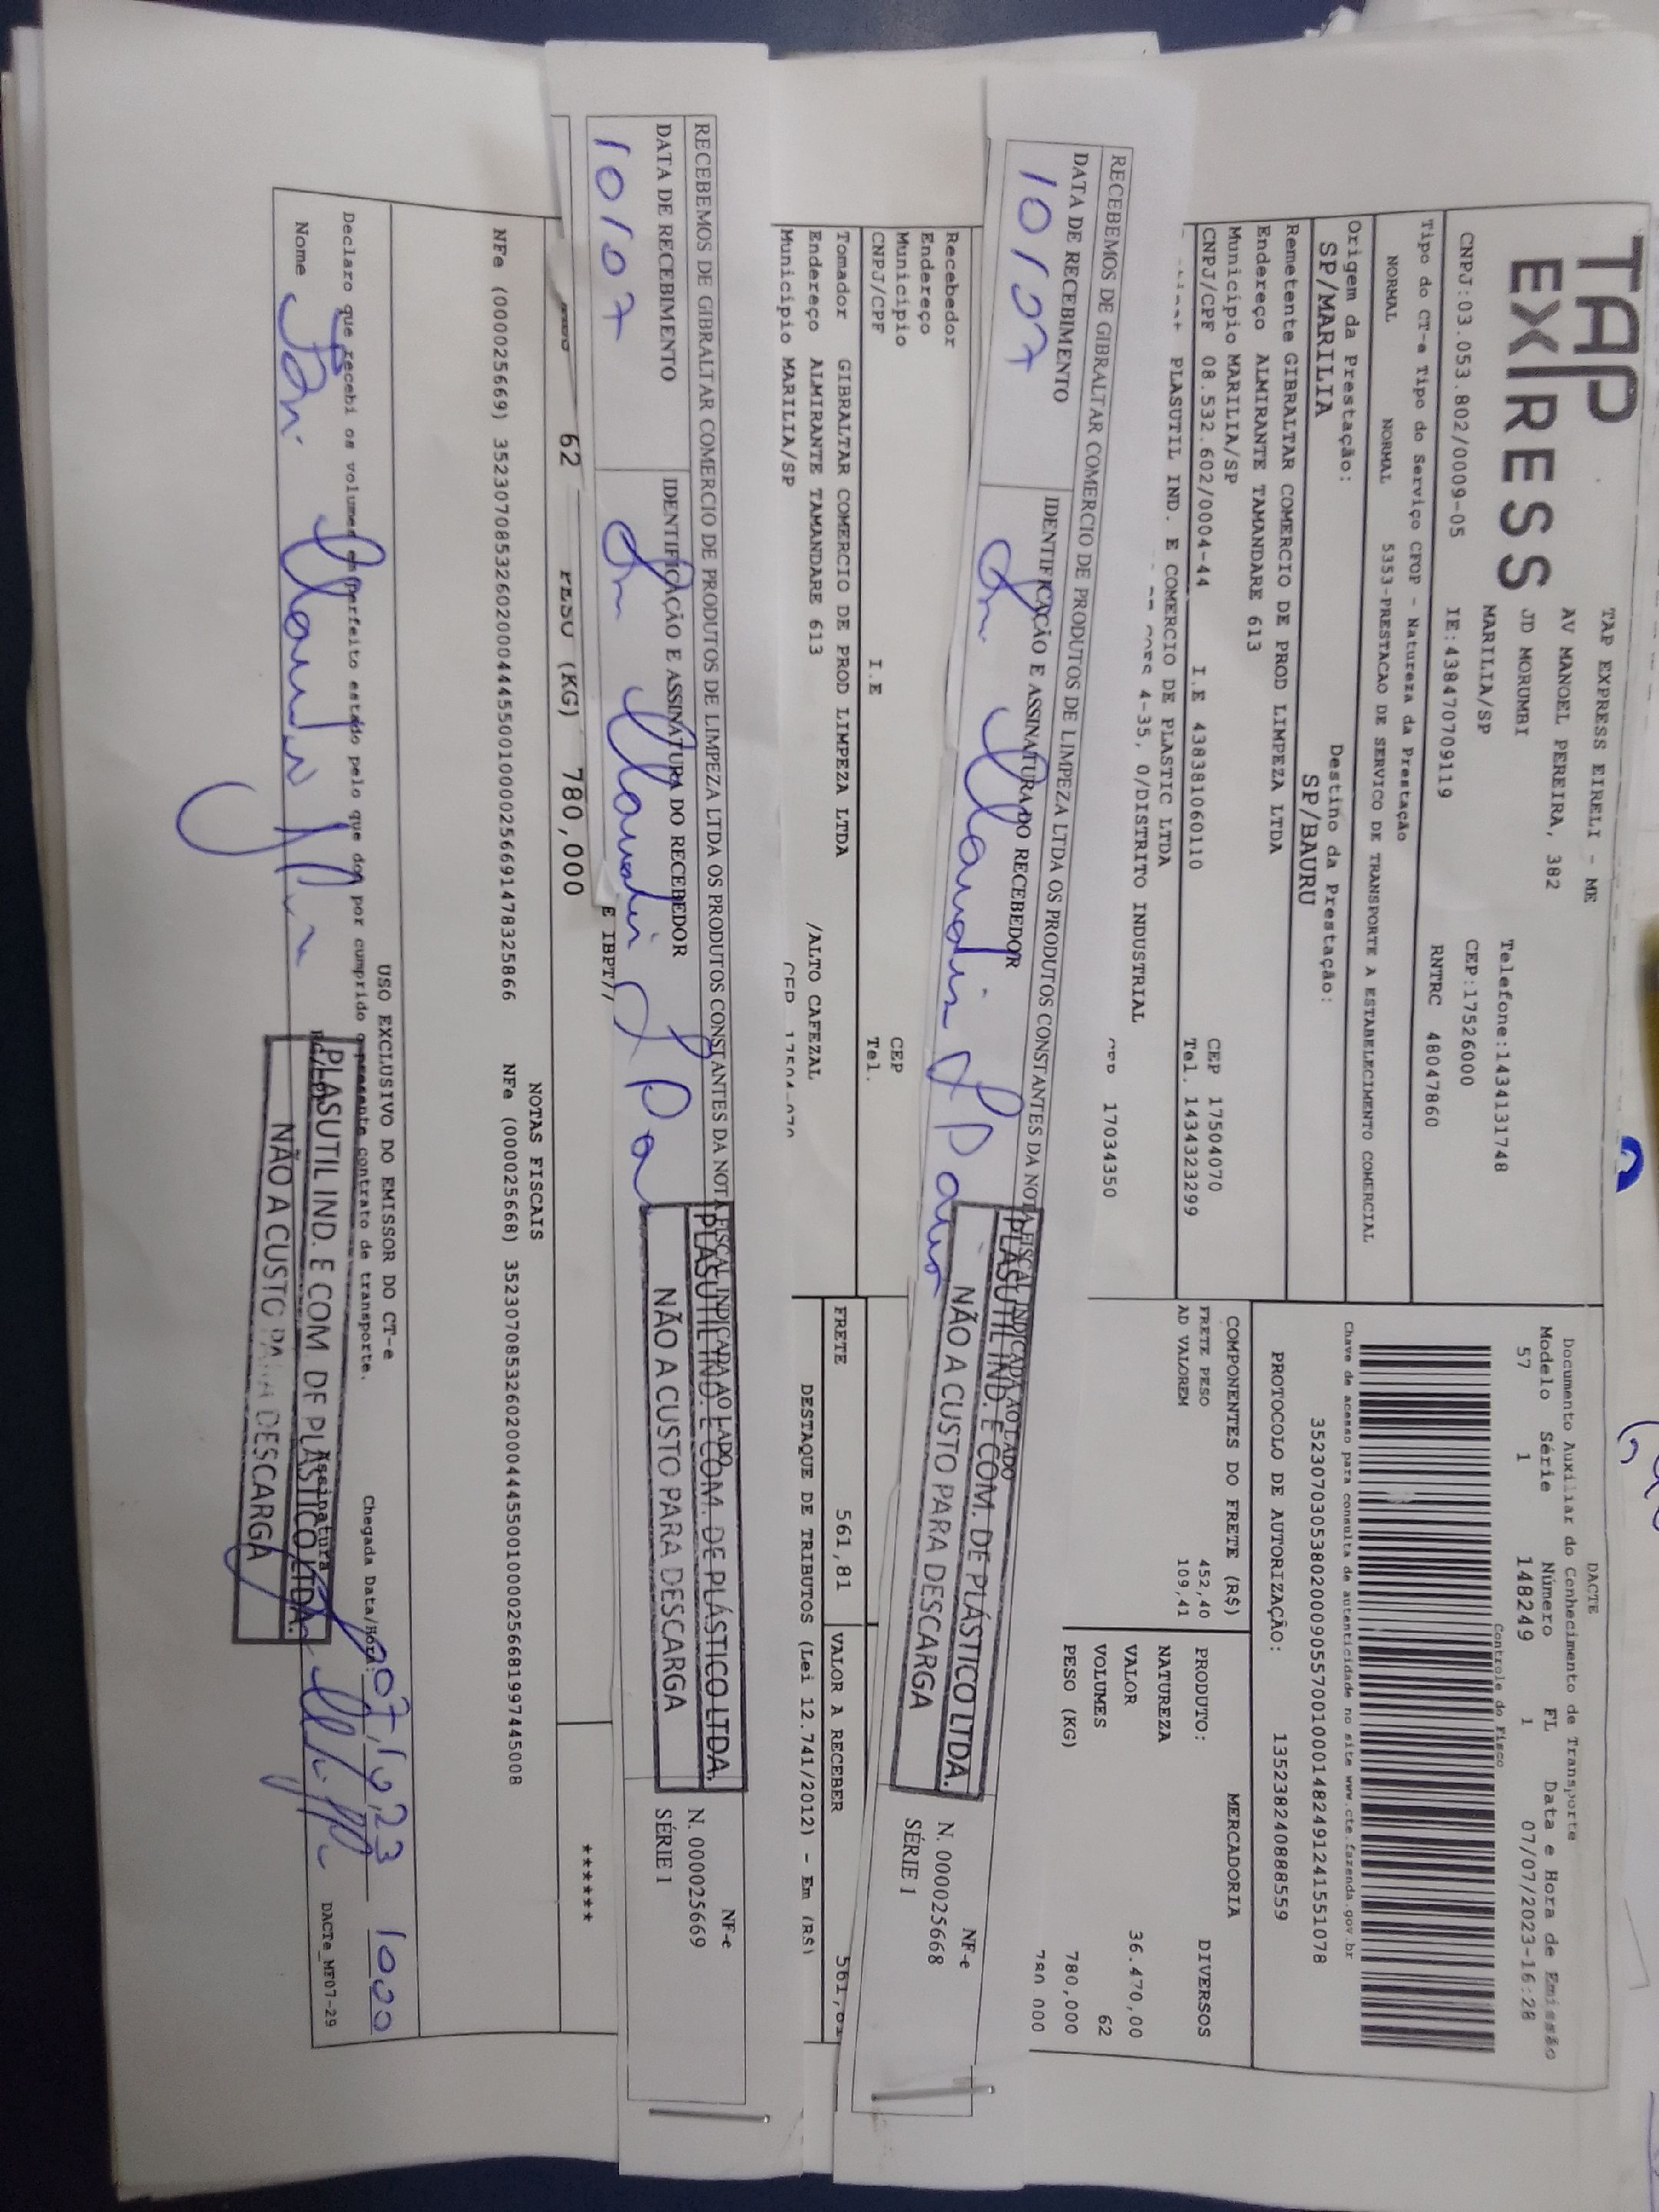 TAP
EXPRESS
TAP EXPRESS EIRELI - ME
AV MANOEL PEREIRA, 382
JD MORUMBI
MARILIA/SP
Telefone:1434131748
CEP:17526000
CNPJ:03.053.802/0009-05 IE:438470709119 RNTRC 48047860
Tipo do CT-e Tipo do Serviço CFOP - Natureza da Prestação
NORMAL NORMAL 5353-PRESTACAO DE SERVICO DE TRANSPORTE A ESTABELECIMENTO COMERCIAL
Origem da Prestação: Destino da Prestação:
SP/MARILIA SP/BAURU
DACTE
Documento Auxiliar do Conhecimento de Transporte
Modelo Série Número FL Data e Hora de Emissão
57 1 148249 1 07/07/2023-16:28
Controle do Fisco
Chave de acesso para consulta de autenticidade no site www.cte.fazenda.gov.br
35230703053802000905570010001482491241551078
PROTOCOLO DE AUTORIZAÇÃO: 135238240888559
Remetente GIBRALTAR COMERCIO DE PROD LIMPEZA LTDA
Endereço ALMIRANTE TAMANDARE 613
Municipio MARILIA/SP CEP 17504070
CNPJ/CPF 08.532.602/0004-44 I.E 438381060110 Tel. 1434323299
PLASUTIL IND. E COMERCIO DE PLASTIC LTDA
4-35, 0/DISTRITO INDUSTRIAL
17034350
COMPONENTES DO FRETE (R$)
FRETE PESO 452,40
AD VALOREM 109,41
MERCADORIA
PRODUTO: DIVERSOS
NATUREZA
VALOR 36.470,00
VOLUMES 62
PESO (KG) 780,000
780,000
RECEBEMOS DE GIBRALTAR COMERCIO DE PRODUTOS DE LIMPEZA LTDA OS PRODUTOS CONSTANTES DA NOTA FISCAL INDICADA AO LADO
DATA DE RECEBIMENTO IDENTIFICAÇÃO E ASSINATURA DO RECEBEDOR
10/07
PLASUTIL IND. E COM. DE PLÁSTICO LTDA.
NÃO A CUSTO PARA DESCARGA
NF-e
N. 000025668
SÉRIE 1
Recebedor
Endereço
Municipio CEP
CNPJ/CPF I.E Tel.
Tomador GIBRALTAR COMERCIO DE PROD LIMPEZA LTDA
Endereço ALMIRANTE TAMANDARE 613 /ALTO CAFEZAL
Municipio MARILIA/SP CEP 17504-070
FRETE 561,81 VALOR A RECEBER 561,81
DESTAQUE DE TRIBUTOS (Lei 12.741/2012) - Em (R$)
RECEBEMOS DE GIBRALTAR COMERCIO DE PRODUTOS DE LIMPEZA LTDA OS PRODUTOS CONSTANTES DA NOTA FISCAL INDICADA AO LADO
DATA DE RECEBIMENTO IDENTIFICAÇÃO E ASSINATURA DO RECEBEDOR
10/07
PLASUTIL IND. E COM. DE PLÁSTICO LTDA.
NÃO A CUSTO PARA DESCARGA
NF-e
N. 000025669
SÉRIE 1
E IBPT//
62 PESO (KG) 780,000
******
NOTAS FISCAIS
NFe (000025669) 35230708532602000444550010000256691478325866 NFe (000025668) 35230708532602000444550010000256681997445008
USO EXCLUSIVO DO EMISSOR DO CT-e
Declaro que recebi os volumes em perfeito estado pelo que dou por cumprido o presente contrato de transporte.
Chegada Data/Hora: 07/10/23 1000
Nome
Assinatura
PLASUTIL IND. E COM. DE PLÁSTICO LTDA.
NÃO A CUSTO PARA DESCARGA
DACTe_MF07-29